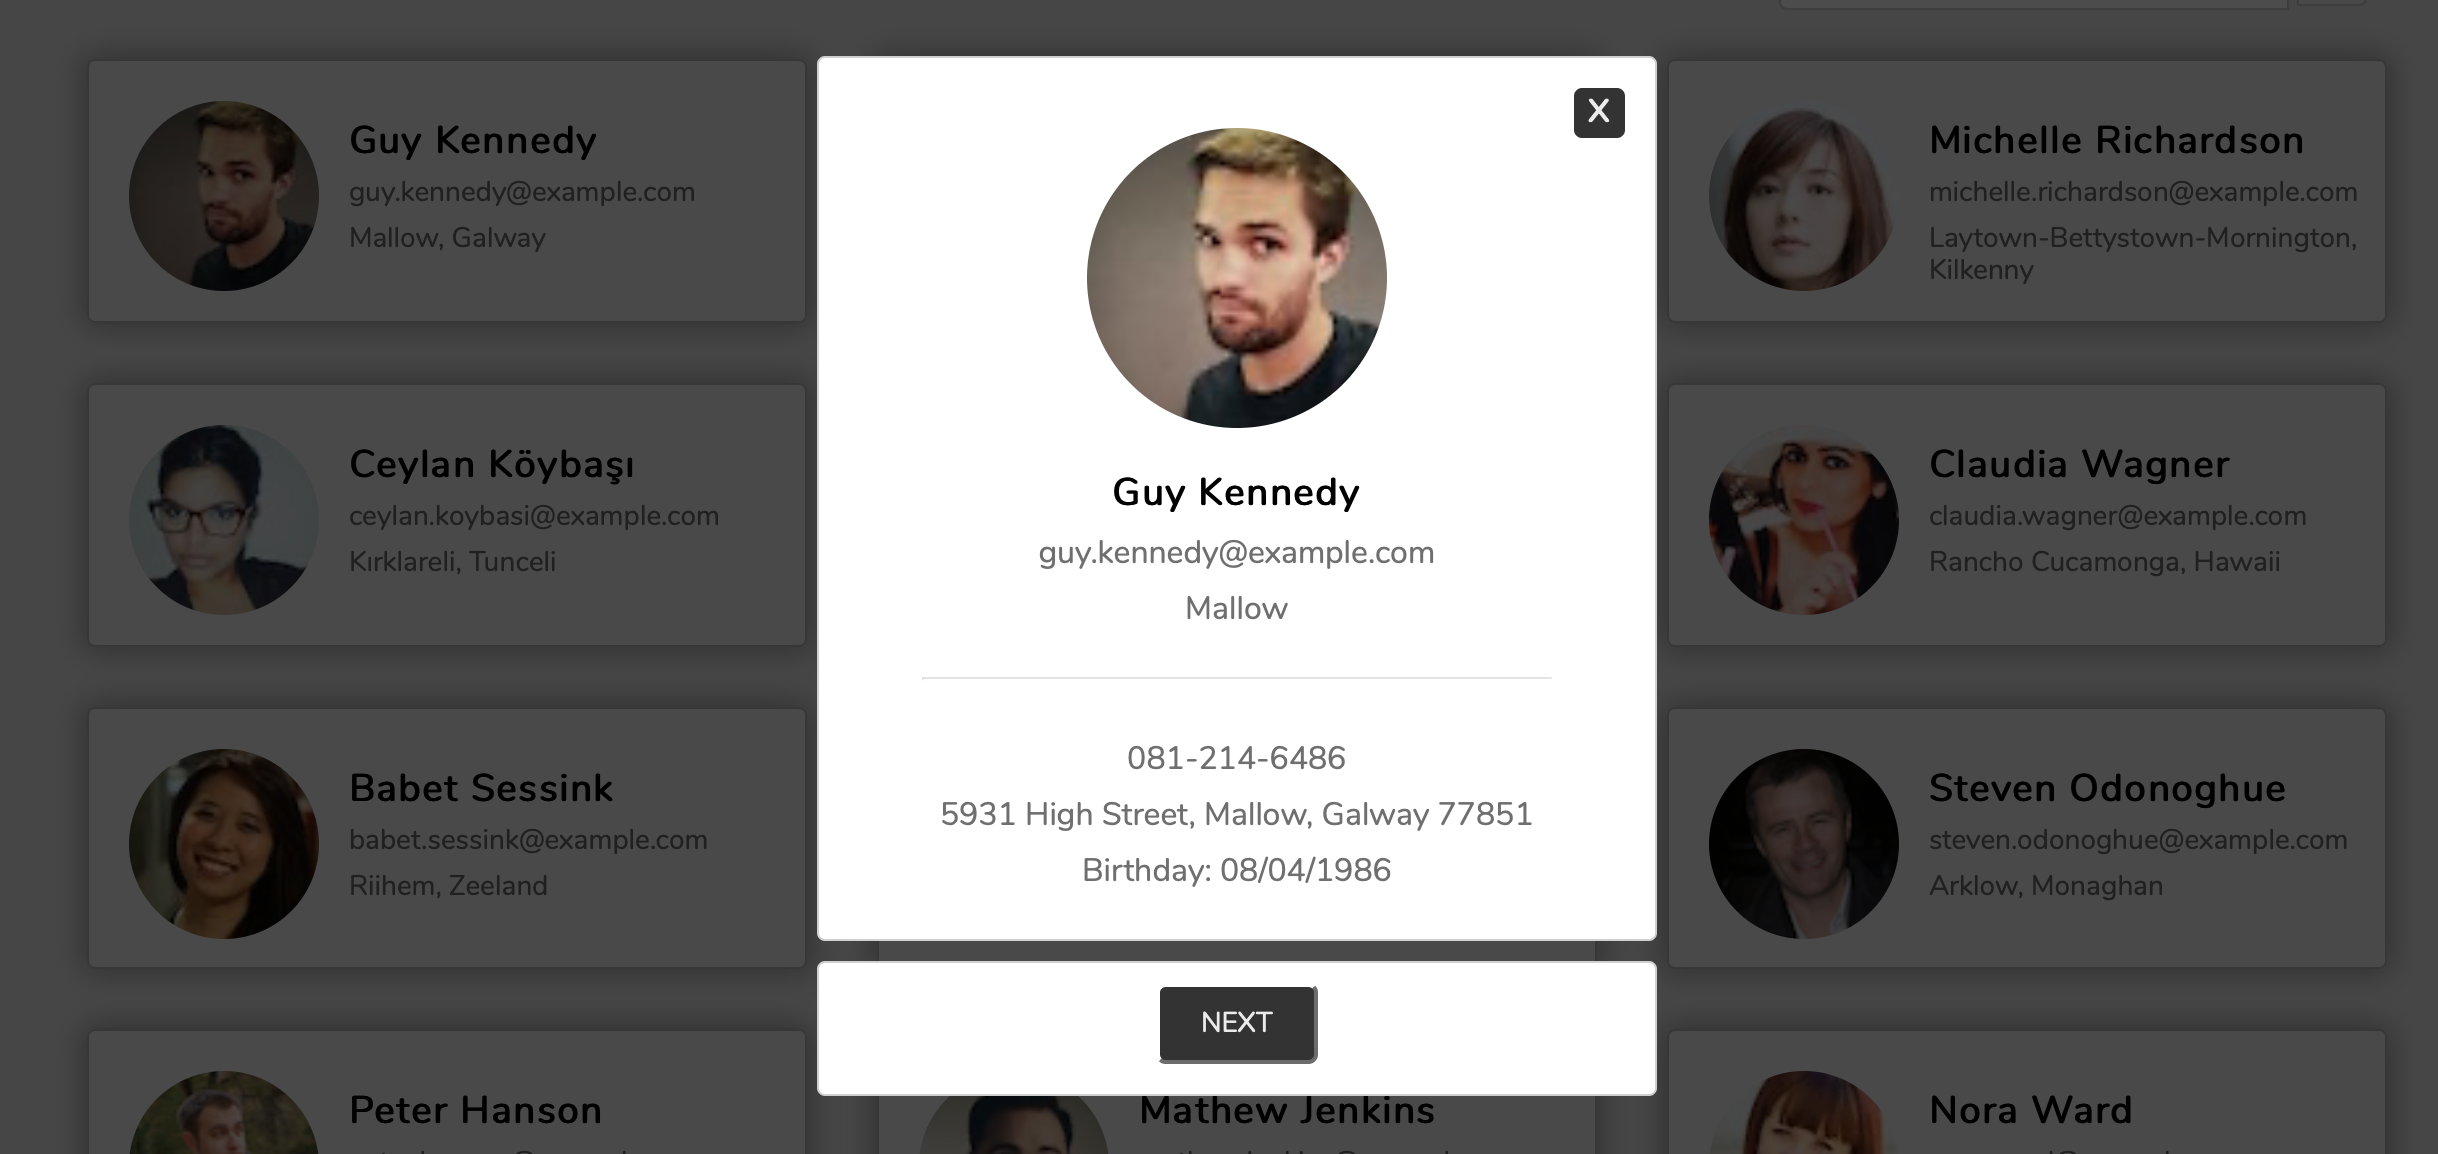 Guy Kennedy
guy.kennedy@example.com
Mallow, Galway
X
Guy Kennedy
guy.kennedy@example.com
Mallow
081-214-6486
5931 High Street, Mallow, Galway 77851
Birthday: 08/04/1986
NEXT
Michelle Richardson
michelle.richardson@example.com
Laytown-Bettystown-Mornington,
Kilkenny
Ceylan Köybaşı
ceylan.koybasi@example.com
Kırklareli, Tunceli
Claudia Wagner
claudia.wagner@example.com
Rancho Cucamonga, Hawaii
Babet Sessink
babet.sessink@example.com
Riihem, Zeeland
Steven Odonoghue
steven.odonoghue@example.com
Arklow, Monaghan
Peter Hanson
Mathew Jenkins
Nora Ward